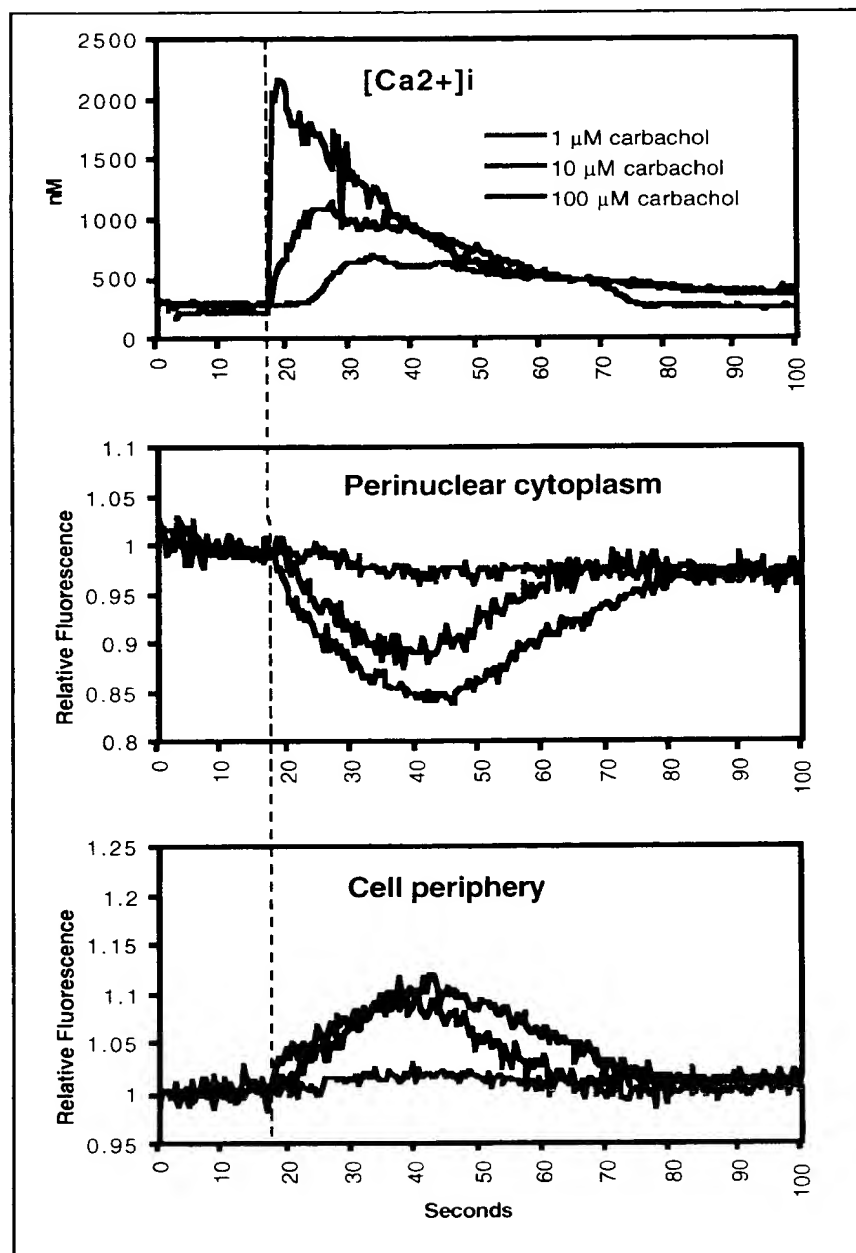 [Ca2+]i
nM
2500
2000
1500
1000
500
0
1 μM carbachol
10 μM carbachol
100 μM carbachol
0 10 20 30 40 50 60 70 80 90 100
Perinuclear cytoplasm
Relative Fluorescence
1.1
1.05
1
0.95
0.9
0.85
0.8
0 10 20 30 40 50 60 70 80 90 100
Cell periphery
Relative Fluorescence
1.25
1.2
1.15
1.1
1.05
1
0.95
0 10 20 30 40 50 60 70 80 90 100
Seconds